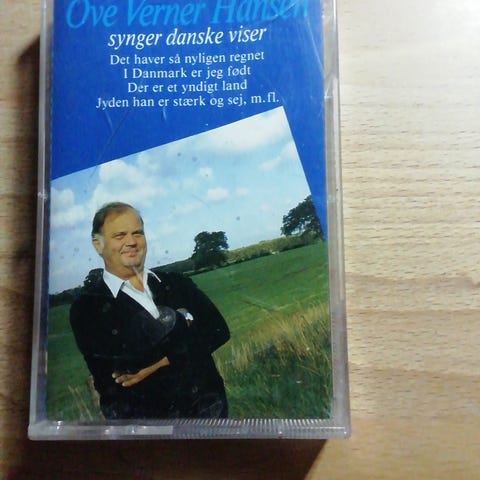 Ove Verner Hansen
synger danske viser
Det haver så nyligen regnet
I Danmark er jeg født
Der er et yndigt land
Jyden han er stærk og sej, m.fl.